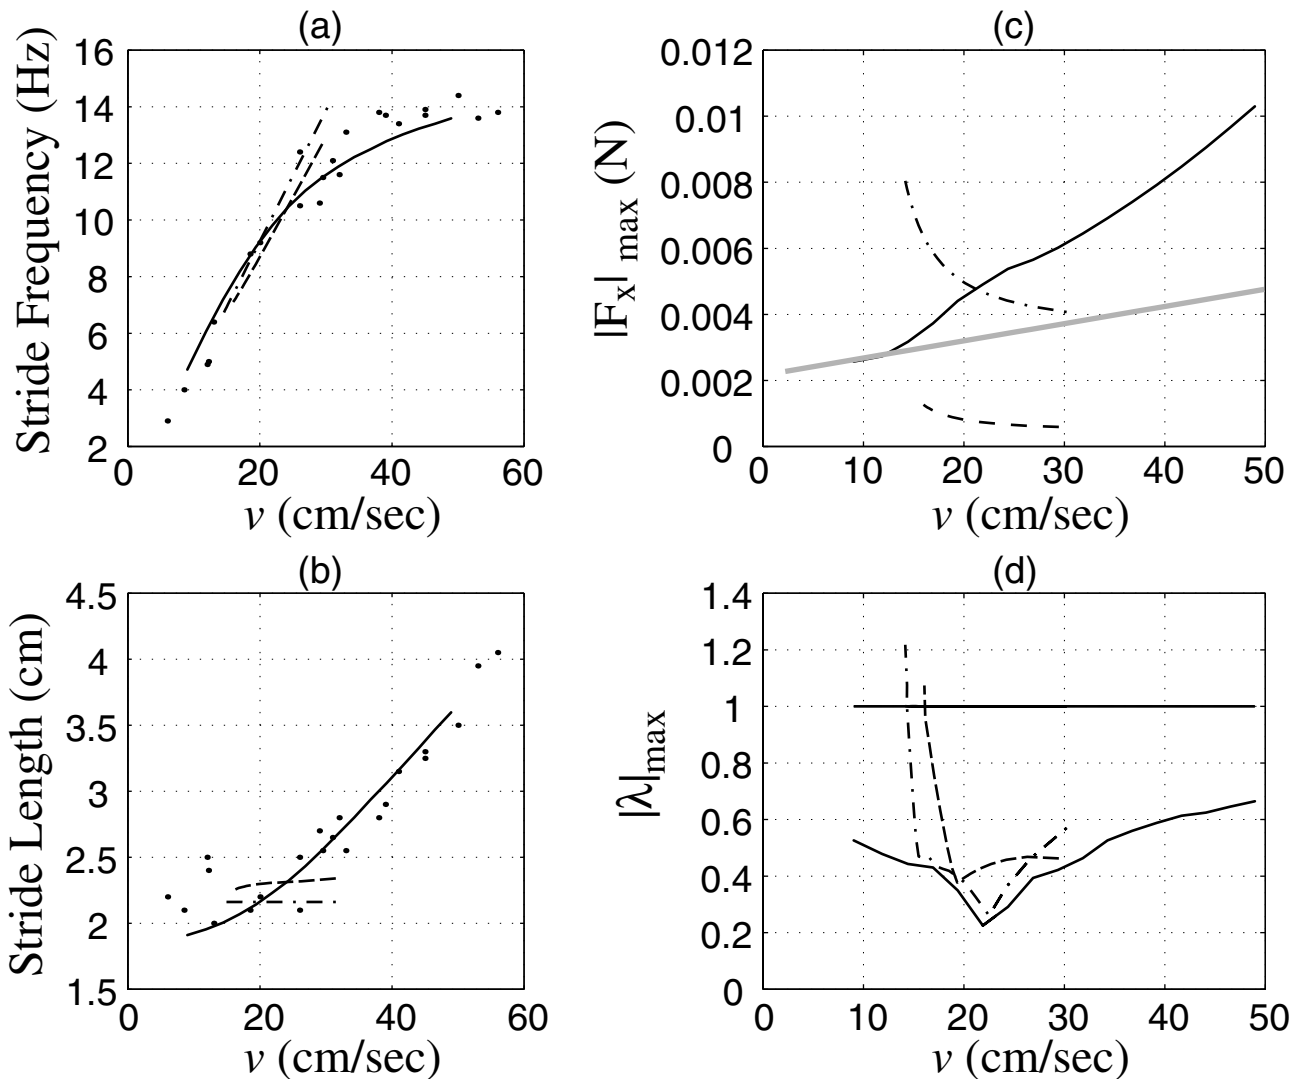 (a)
Stride Frequency (Hz)
16
14
12
10
8
6
4
2
0 20 40 60
v (cm/sec)
(c)
|Fx| max (N)
0.012
0.01
0.008
0.006
0.004
0.002
0
0 10 20 30 40 50
v (cm/sec)
(b)
Stride Length (cm)
4.5
4
3.5
3
2.5
2
1.5
0 20 40 60
v (cm/sec)
(d)
|λ|max
1.4
1.2
1
0.8
0.6
0.4
0.2
0
0 10 20 30 40 50
v (cm/sec)